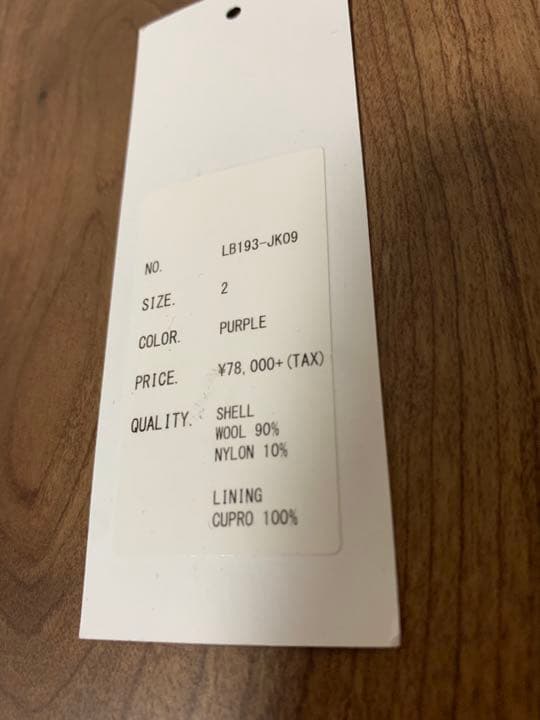 NO. LB193-JK09
SIZE. 2
COLOR. PURPLE
PRICE. ¥78,000+(TAX)
QUALITY. SHELL
WOOL 90%
NYLON 10%
LINING
CUPRO 100%